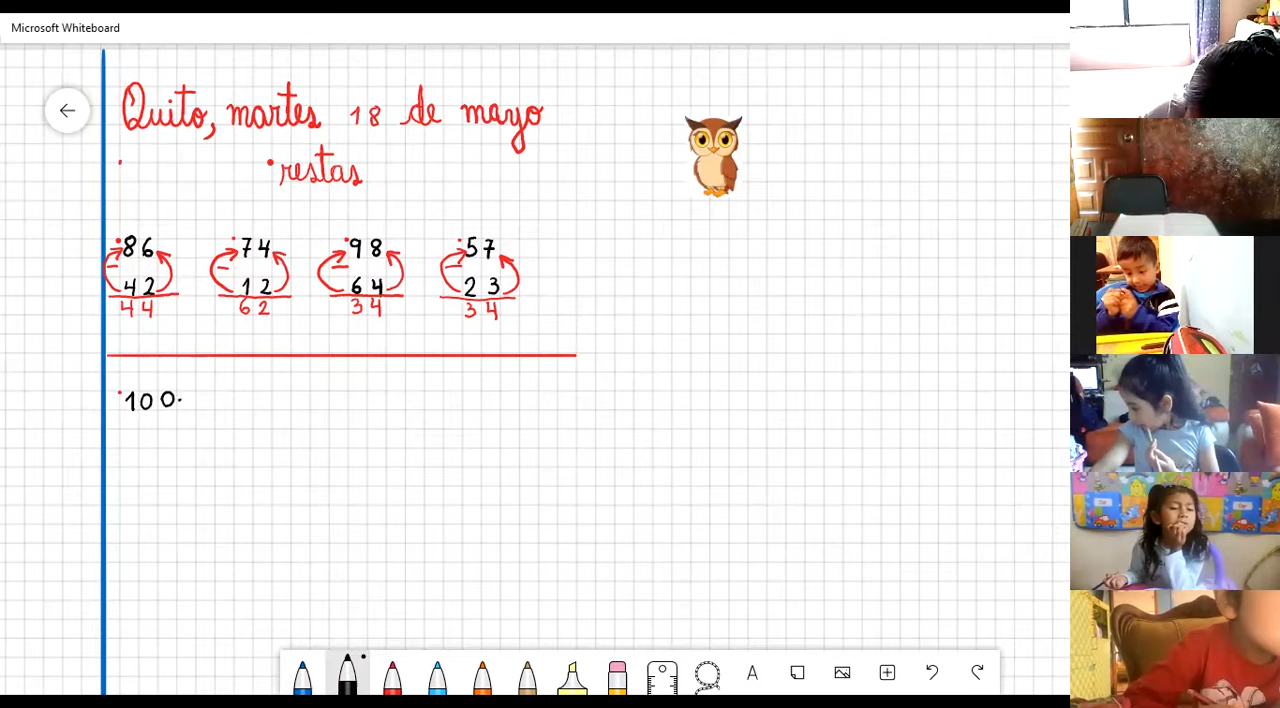 Microsoft Whiteboard
Quito, martes 18 de mayo
restas
86 74 98 57
42 12 64 23
44 62 34 34
100
A